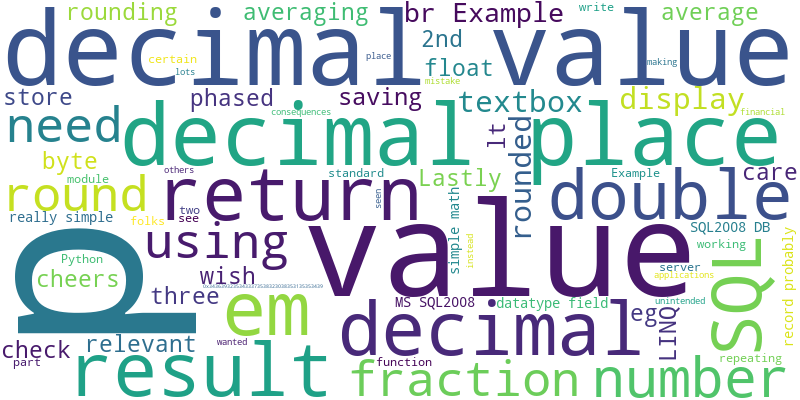 rounding averaging br Example write average
decimal value
certain lots 2nd float place making mistake
store phased saving textbox display
need decimal place consequences financial
byte others standard lt rounded care
module round return Lastly Example double
really simple two see seen folks
p Python cheers using value simple math instead SQL2008 DB
wish working server applications SQL record probably
three em MS SQL2008 datatype field unintended
check relevant decimal eg LINQ
part result wanted function fraction number repeating